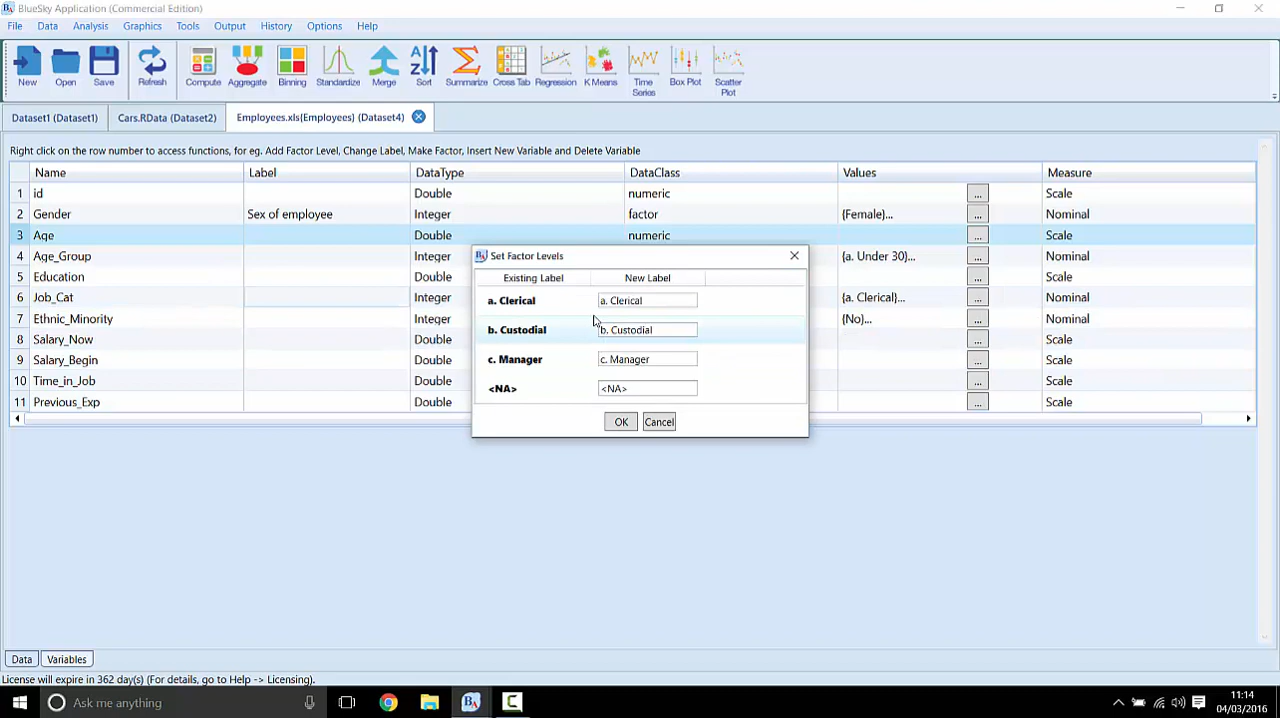 BlueSky Application (Commercial Edition)
File Data Analysis Graphics Tools Output History Options Help
New Open Save Refresh Compute Aggregate Binning Standardize Merge Sort Summarize Cross Tab Regression K Means Time Series Box Plot Scatter Plot
Dataset1 (Dataset1) Cars.RData (Dataset2) Employees.xls{Employees} (Dataset4)
Right click on the row number to access functions, for eg. Add Factor Level, Change Label, Make Factor, Insert New Variable and Delete Variable
Name Label DataType DataClass Values Measure
1 id Double numeric ... Scale
2 Gender Sex of employee Integer factor {Female}... ... Nominal
3 Age Double numeric ... Scale
4 Age_Group Integer {a. Under 30}... ... Nominal
5 Education Double ... Scale
6 Job_Cat Integer {a. Clerical}... ... Nominal
7 Ethnic_Minority Integer {No}... ... Nominal
8 Salary_Now Double ... Scale
9 Salary_Begin Double ... Scale
10 Time_in_Job Double ... Scale
11 Previous_Exp Double ... Scale
Set Factor Levels
Existing Label New Label
a. Clerical a. Clerical
b. Custodial b. Custodial
c. Manager c. Manager
<NA> <NA>
OK Cancel
Data Variables
License will expire in 362 day(s) (For details, go to Help -> Licensing).
Ask me anything
11:14
04/03/2016